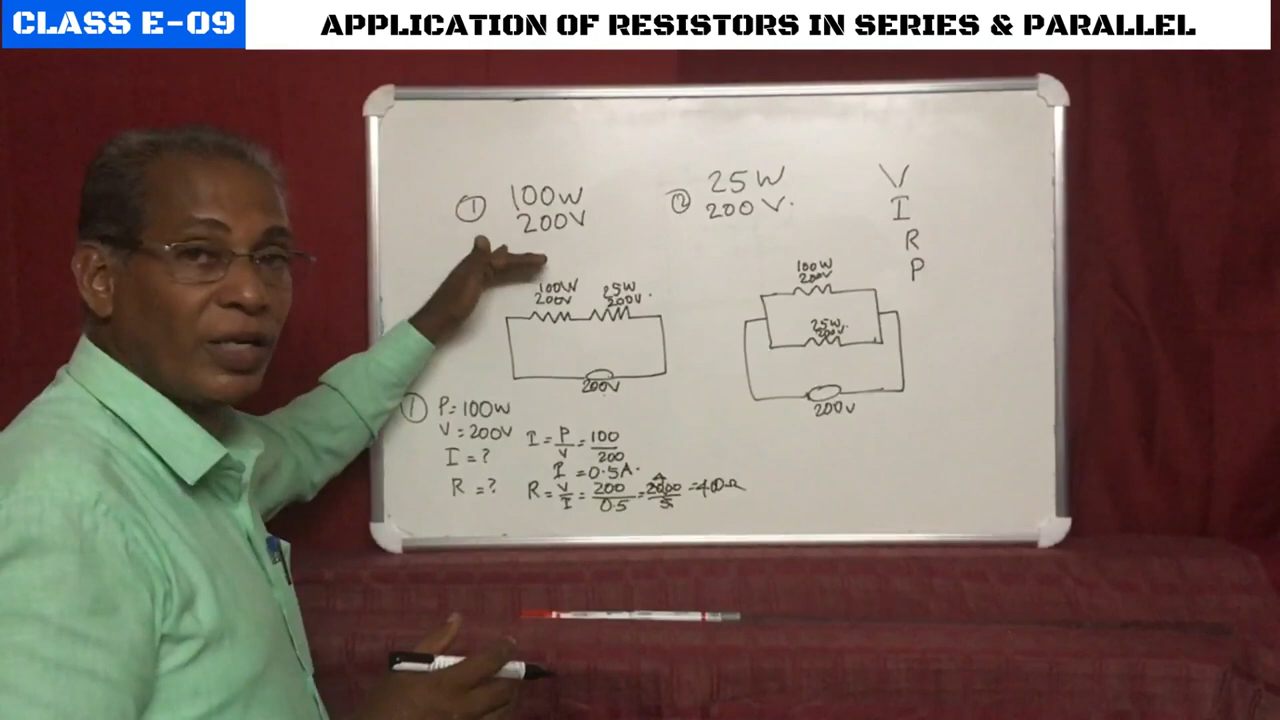 CLASS E-09
APPLICATION OF RESISTORS IN SERIES & PARALLEL
① 100W
200V
② 25W
200V.
V
I
R
P
100W
200V
25W
200V.
200V
100W
200V
25W.
200V
200V
① P=100W
V=200V
I=?
R=?
I = P/V = 100/200
I = 0.5A.
R = V/I = 200/0.5 = 2000/5 = 400Ω